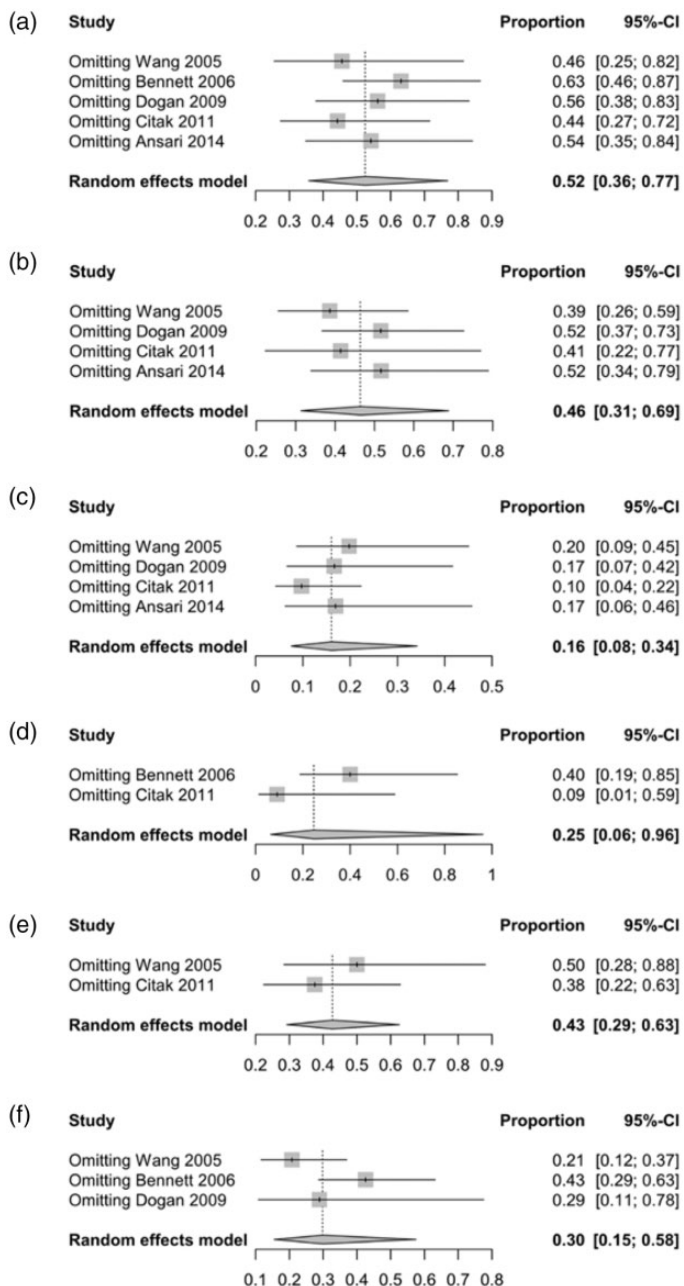 (a) Study Proportion 95%-CI
Omitting Wang 2005 0.46 [0.25; 0.82]
Omitting Bennett 2006 0.63 [0.46; 0.87]
Omitting Dogan 2009 0.56 [0.38; 0.83]
Omitting Citak 2011 0.44 [0.27; 0.72]
Omitting Ansari 2014 0.54 [0.35; 0.84]
Random effects model 0.52 [0.36; 0.77]
0.2 0.3 0.4 0.5 0.6 0.7 0.8 0.9
(b) Study Proportion 95%-CI
Omitting Wang 2005 0.39 [0.26; 0.59]
Omitting Dogan 2009 0.52 [0.37; 0.73]
Omitting Citak 2011 0.41 [0.22; 0.77]
Omitting Ansari 2014 0.52 [0.34; 0.79]
Random effects model 0.46 [0.31; 0.69]
0.2 0.3 0.4 0.5 0.6 0.7 0.8
(c) Study Proportion 95%-CI
Omitting Wang 2005 0.20 [0.09; 0.45]
Omitting Dogan 2009 0.17 [0.07; 0.42]
Omitting Citak 2011 0.10 [0.04; 0.22]
Omitting Ansari 2014 0.17 [0.06; 0.46]
Random effects model 0.16 [0.08; 0.34]
0 0.1 0.2 0.3 0.4 0.5
(d) Study Proportion 95%-CI
Omitting Bennett 2006 0.40 [0.19; 0.85]
Omitting Citak 2011 0.09 [0.01; 0.59]
Random effects model 0.25 [0.06; 0.96]
0 0.2 0.4 0.6 0.8 1
(e) Study Proportion 95%-CI
Omitting Wang 2005 0.50 [0.28; 0.88]
Omitting Citak 2011 0.38 [0.22; 0.63]
Random effects model 0.43 [0.29; 0.63]
0.2 0.3 0.4 0.5 0.6 0.7 0.8 0.9
(f) Study Proportion 95%-CI
Omitting Wang 2005 0.21 [0.12; 0.37]
Omitting Bennett 2006 0.43 [0.29; 0.63]
Omitting Dogan 2009 0.29 [0.11; 0.78]
Random effects model 0.30 [0.15; 0.58]
0.1 0.2 0.3 0.4 0.5 0.6 0.7 0.8